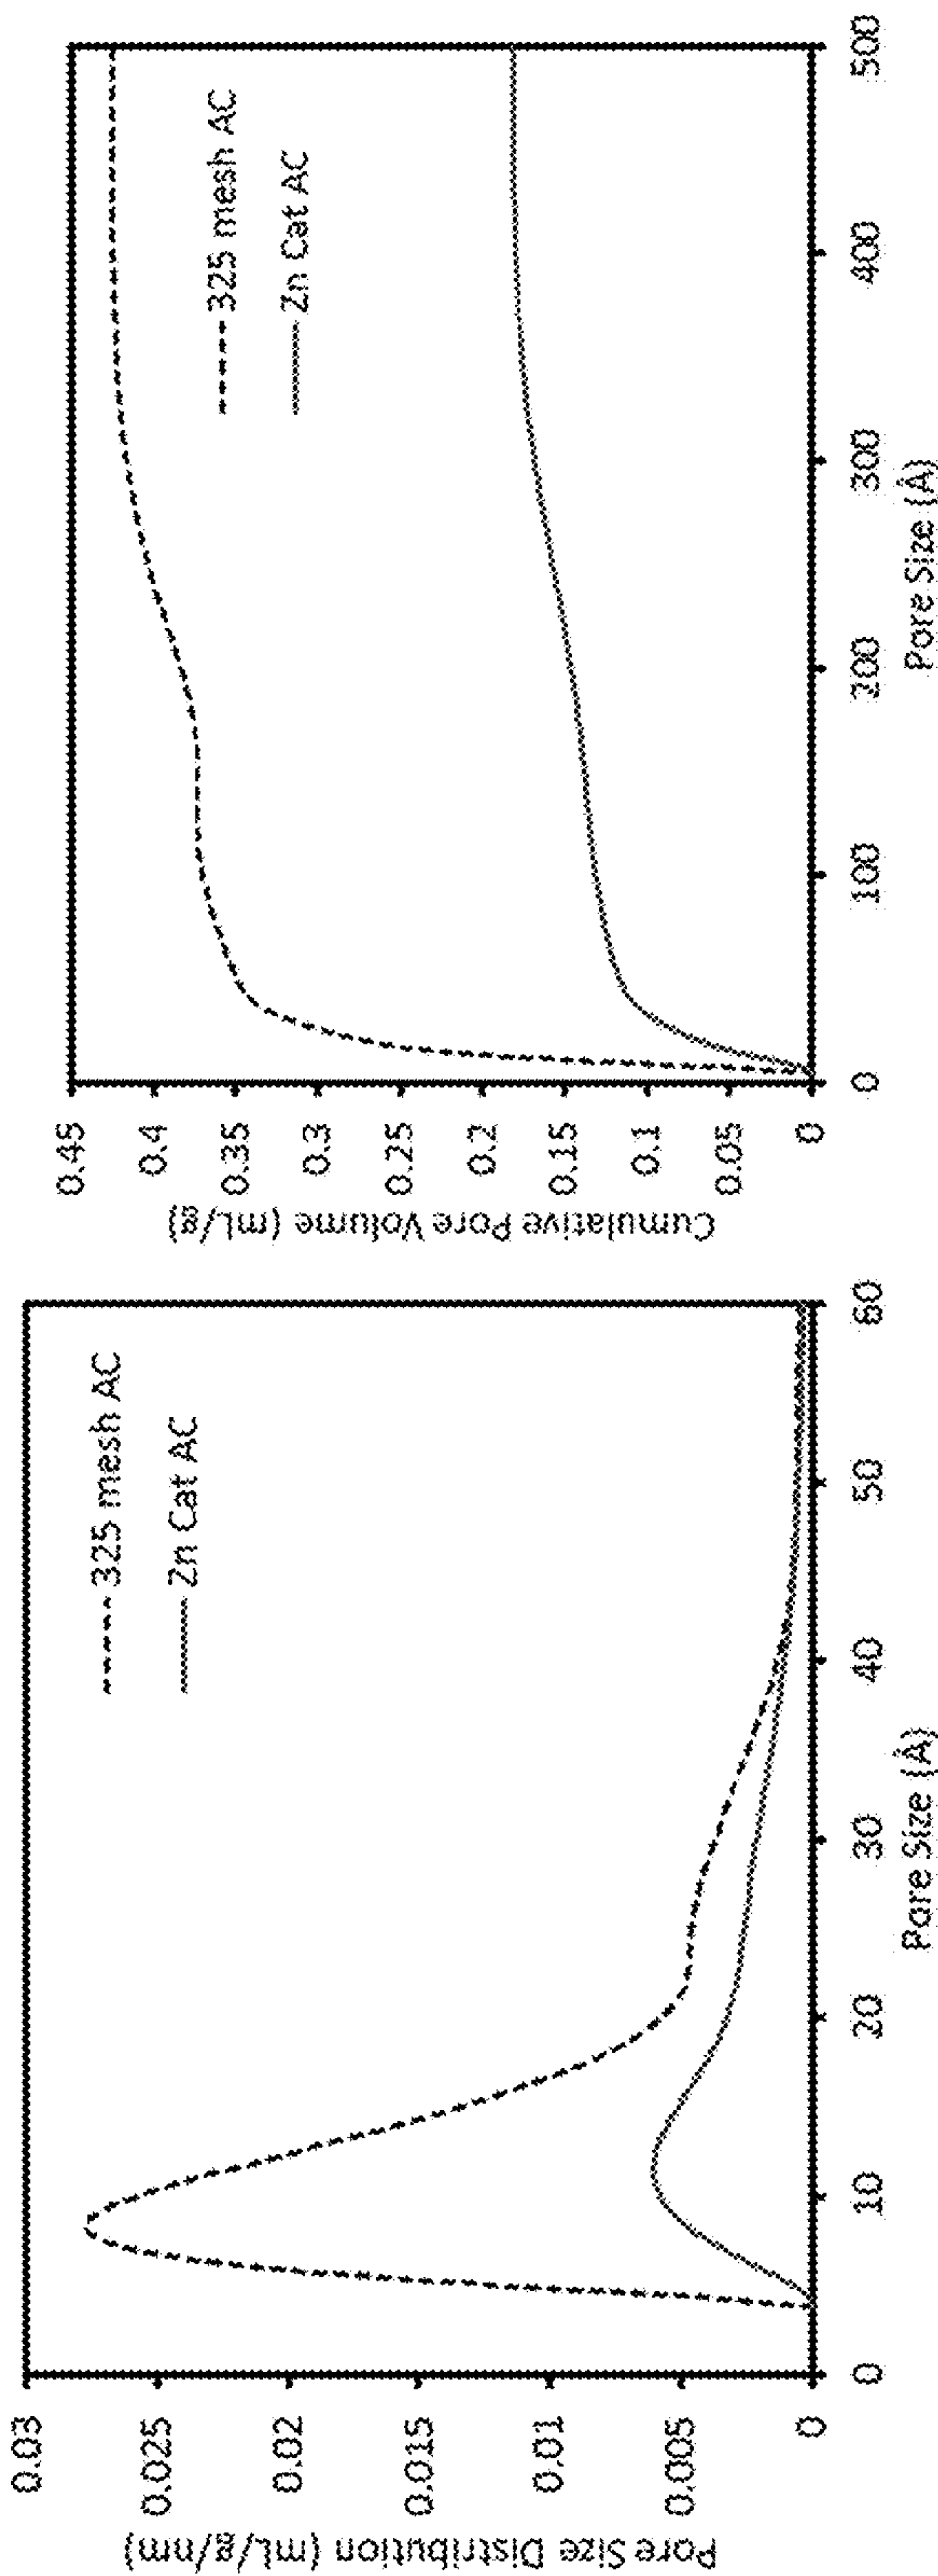 Pore Size Distribution (mL/g/nm)
0.03
0.025
0.02
0.015
0.01
0.005
0
0 10 20 30 40 50 60
Pore Size (Å)
325 mesh AC
Zn Cat AC
Cumulative Pore Volume (mL/g)
0.45
0.4
0.35
0.3
0.25
0.2
0.15
0.1
0.05
0
0 100 200 300 400 500
Pore Size (Å)
325 mesh AC
Zn Cat AC